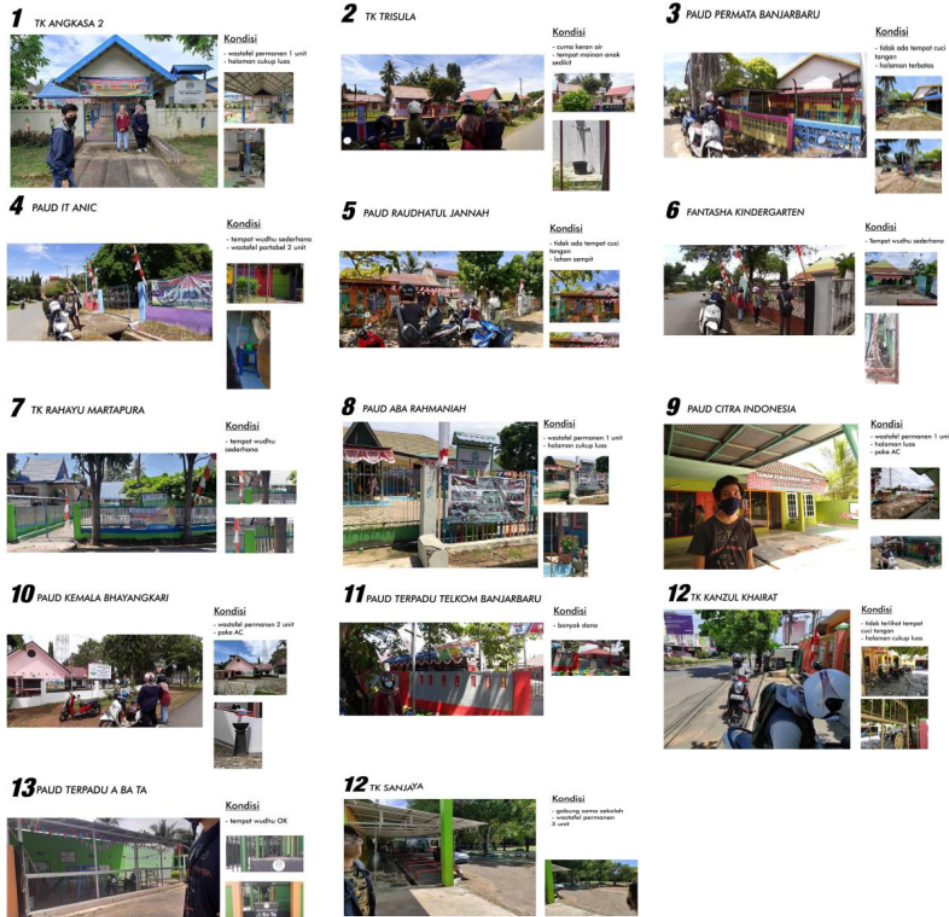 1 TK ANGKASA 2
Kondisi
- wastafel permanen 1 unit
- halaman cukup luas
2 TK TRISULA
Kondisi
- cuma keran air
- tempat mainan anak
sedikit
3 PAUD PERMATA BANJARBARU
Kondisi
- tidak ada tempat cuci
tangan
- halaman terbatas
4 PAUD IT ANIC
Kondisi
- tempat wudhu sederhana
- wastafel portabel 2 unit
5 PAUD RAUDHATUL JANNAH
Kondisi
- tidak ada tempat cuci
tangan
- lahan sempit
6 FANTASHA KINDERGARTEN
Kondisi
- Tempat wudhu sederhana
7 TK RAHAYU MARTAPURA
Kondisi
- tempat wudhu
sederhana
8 PAUD ABA RAHMANIAH
Kondisi
- wastafel permanen 1 unit
- halaman cukup luas
9 PAUD CITRA INDONESIA
Kondisi
- wastafel permanen 1 uni
- halaman luas
- pake AC
10 PAUD KEMALA BHAYANGKARI
Kondisi
- wastafel permanen 2 unit
- pake AC
11 PAUD TERPADU TELKOM BANJARBARU
Kondisi
- banyak dana
12 TK KANZUL KHAIRAT
Kondisi
- tidak terlihat tempat
cuci tangan
- halaman cukup luas
13 PAUD TERPADU A BA TA
Kondisi
- tempat wudhu OK
12 TK SANJAYA
Kondisi
- gabung sama sekolah
- wastafel permanen
3 unit